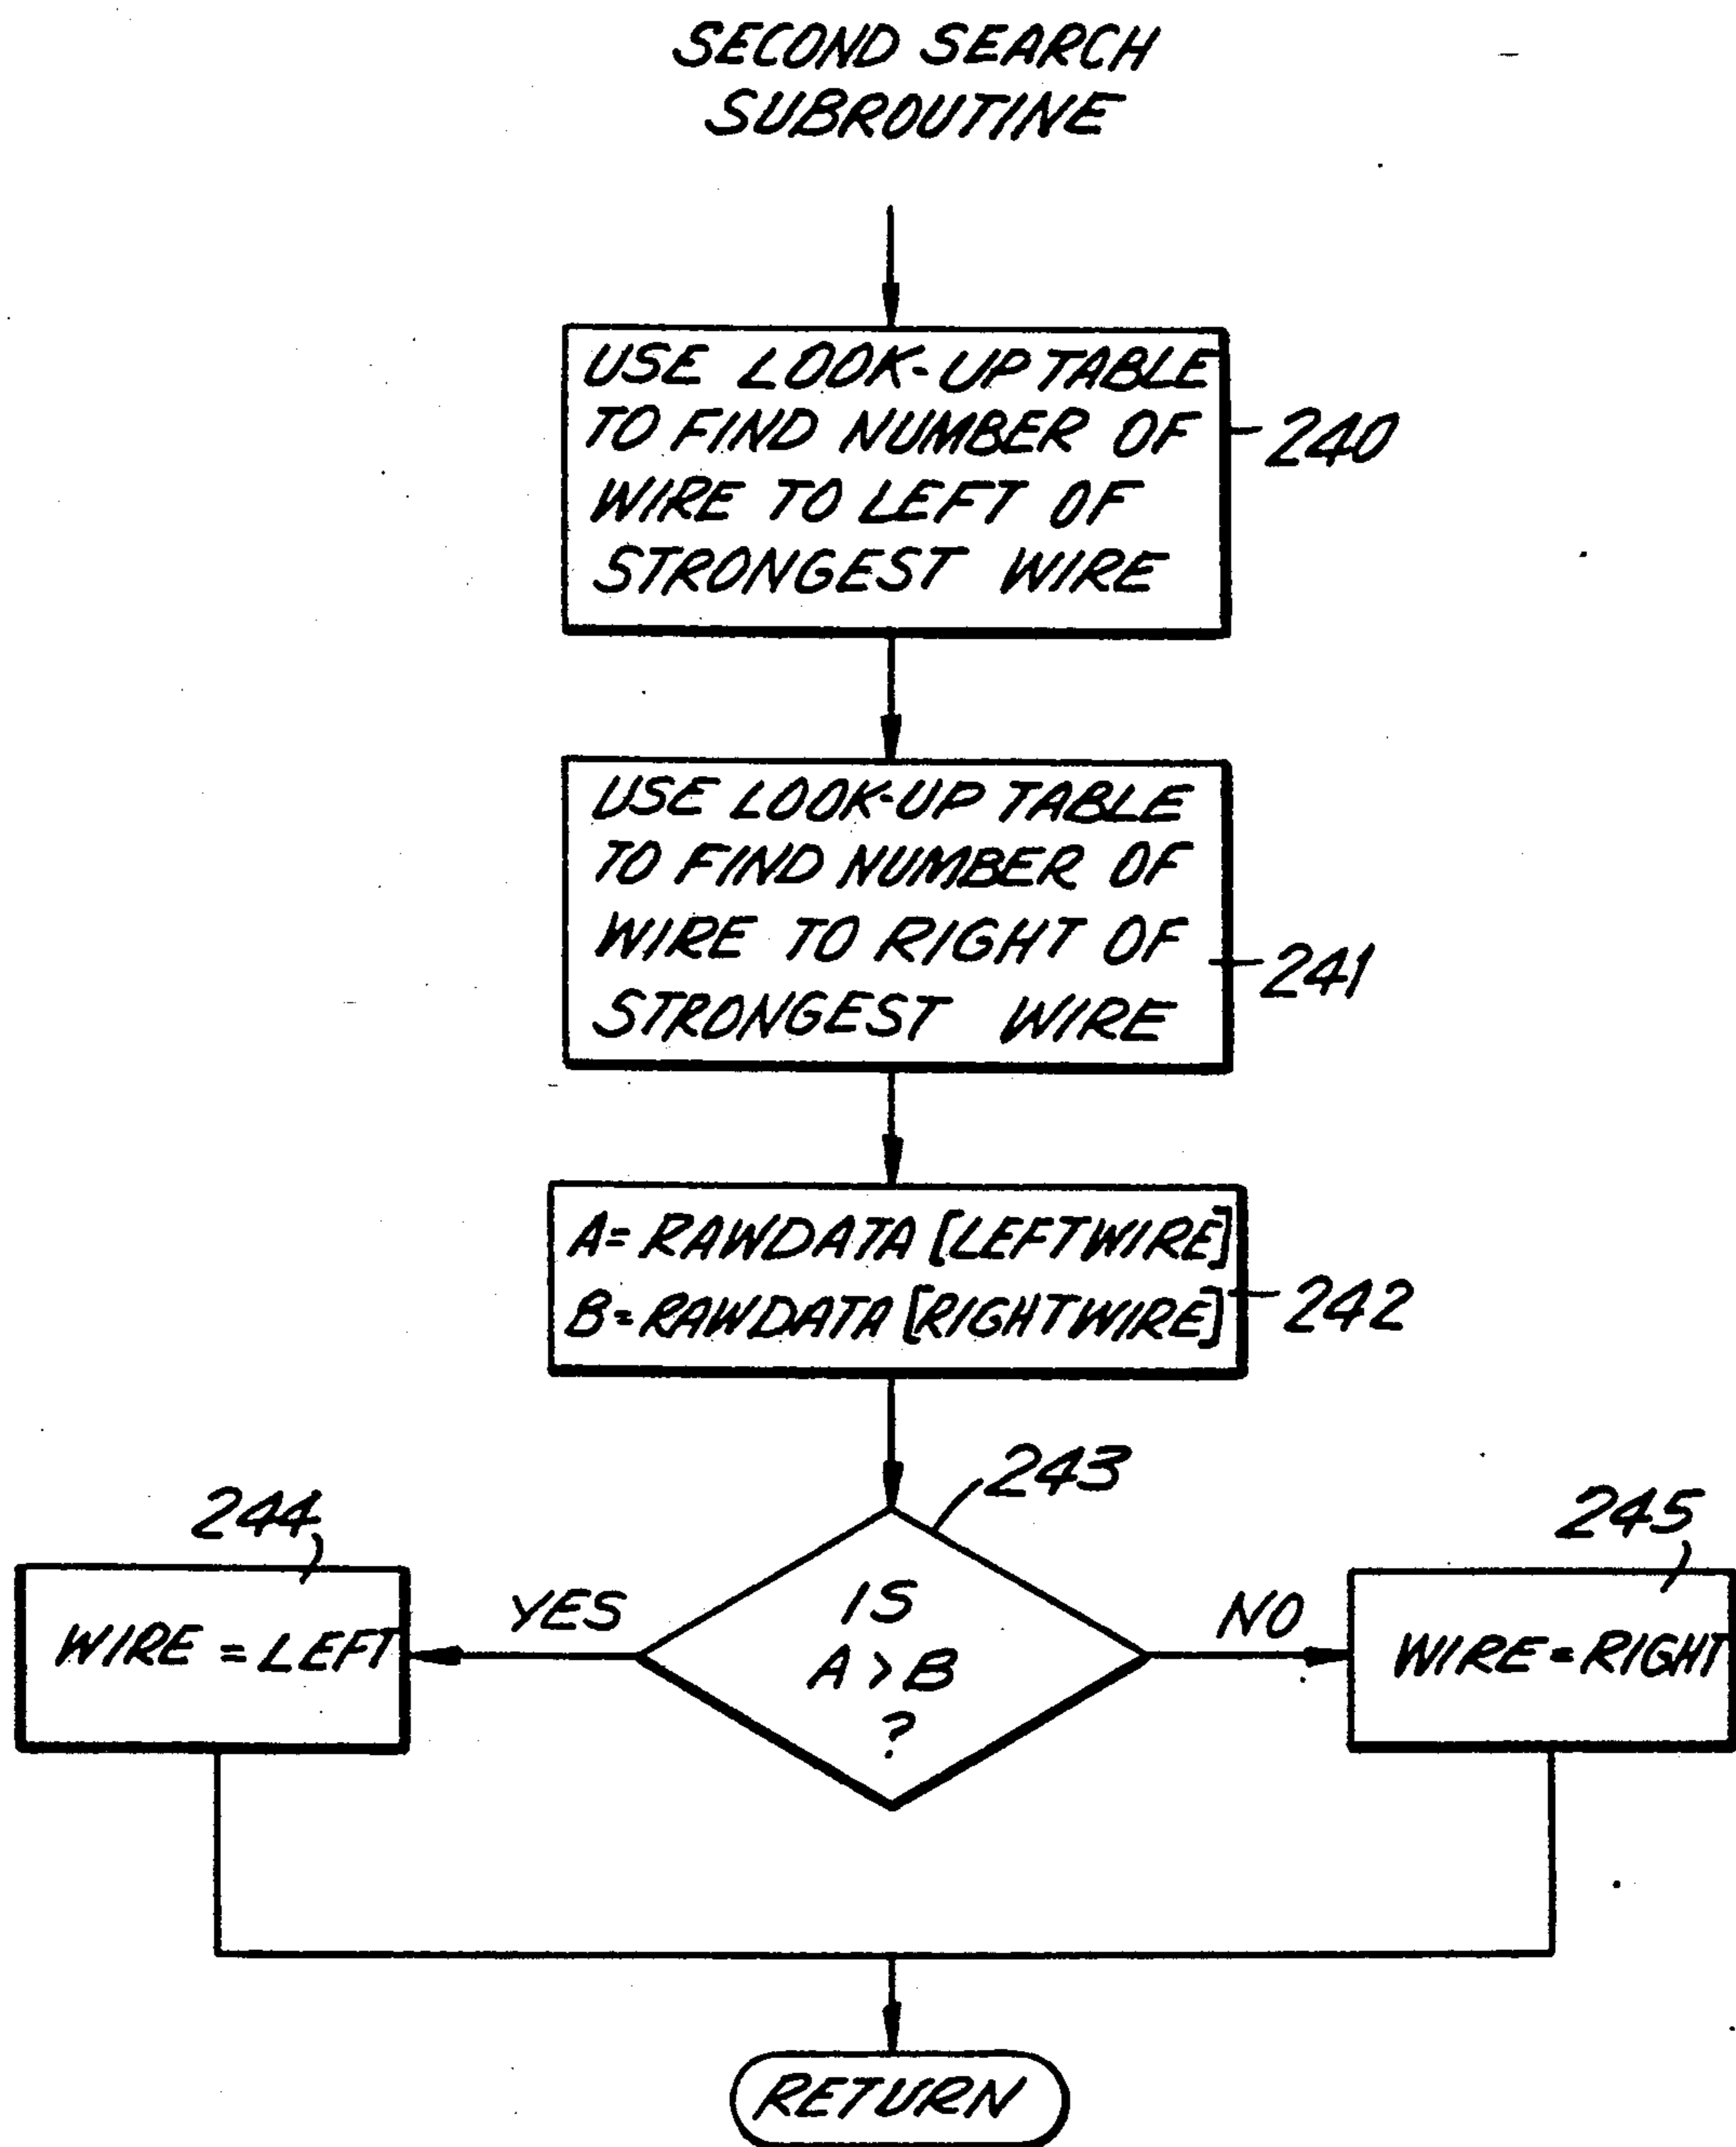 SECOND SEARCH
SUBROUTINE
USE LOOK-UP TABLE
TO FIND NUMBER OF
WIRE TO LEFT OF
STRONGEST WIRE
240
USE LOOK-UP TABLE
TO FIND NUMBER OF
WIRE TO RIGHT OF
STRONGEST WIRE
241
A=RAWDATA[LEFTWIRE]
B=RAWDATA[RIGHTWIRE]
242
243
244
245
IS
A>B
?
YES
NO
WIRE=LEFT
WIRE=RIGHT
RETURN